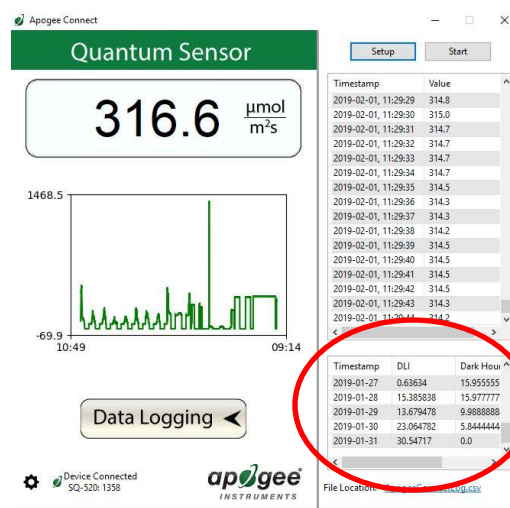 Apogee Connect
Quantum Sensor
316.6 µmol
m²s
1468.5
-69.9
10:49 09:14
Data Logging
Device Connected
SQ-520: 1358
apogee
INSTRUMENTS
Setup Start
Timestamp Value
2019-02-01, 11:29:29 314.8
2019-02-01, 11:29:30 315.0
2019-02-01, 11:29:31 314.7
2019-02-01, 11:29:32 314.7
2019-02-01, 11:29:33 314.7
2019-02-01, 11:29:34 314.7
2019-02-01, 11:29:35 314.5
2019-02-01, 11:29:36 314.3
2019-02-01, 11:29:37 314.3
2019-02-01, 11:29:38 314.2
2019-02-01, 11:29:39 314.5
2019-02-01, 11:29:40 314.5
2019-02-01, 11:29:41 314.5
2019-02-01, 11:29:42 314.5
2019-02-01, 11:29:43 314.3
2019-02-01, 11:29:44 314.2
Timestamp DLI Dark Hour
2019-01-27 0.63634 15.955555
2019-01-28 15.385838 15.977777
2019-01-29 13.679478 9.9888888
2019-01-30 23.064782 5.8444444
2019-01-31 30.54717 0.0
File Location: ApogeeConnectLog.csv